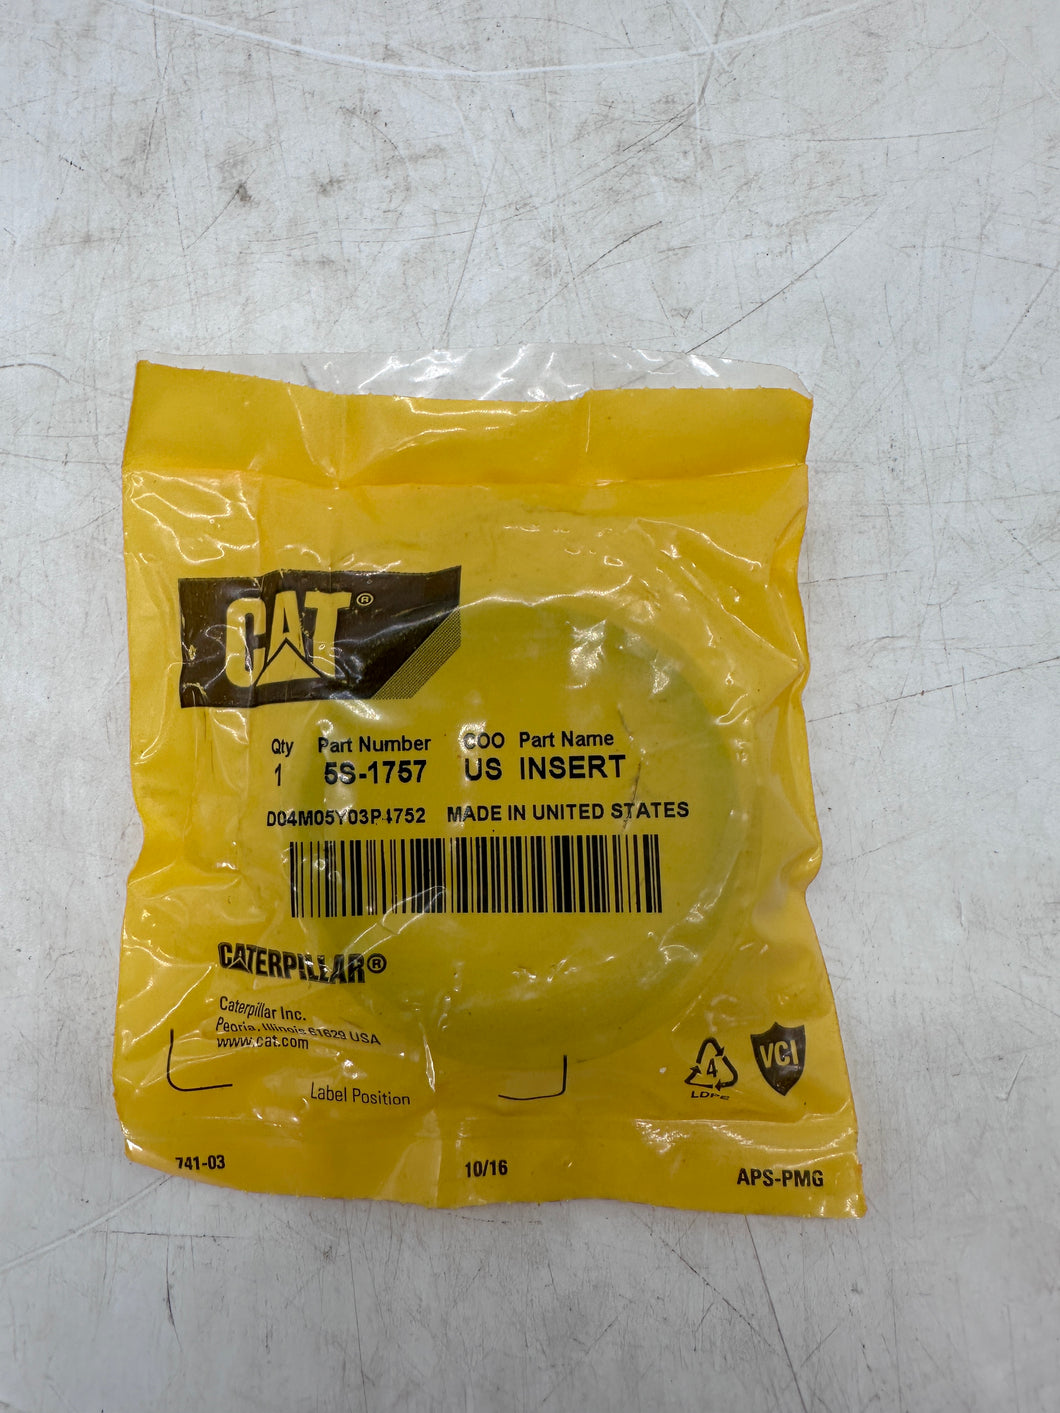 CAT®
Qty Part Number COO Part Name
1 5S-1757 US INSERT
D04M05Y03P4752 MADE IN UNITED STATES
CATERPILLAR®
Caterpillar Inc.
Peoria, Illinois 61629 USA
www.cat.com
Label Position
4
LDPE
VCI
741-03 10/16 APS-PMG